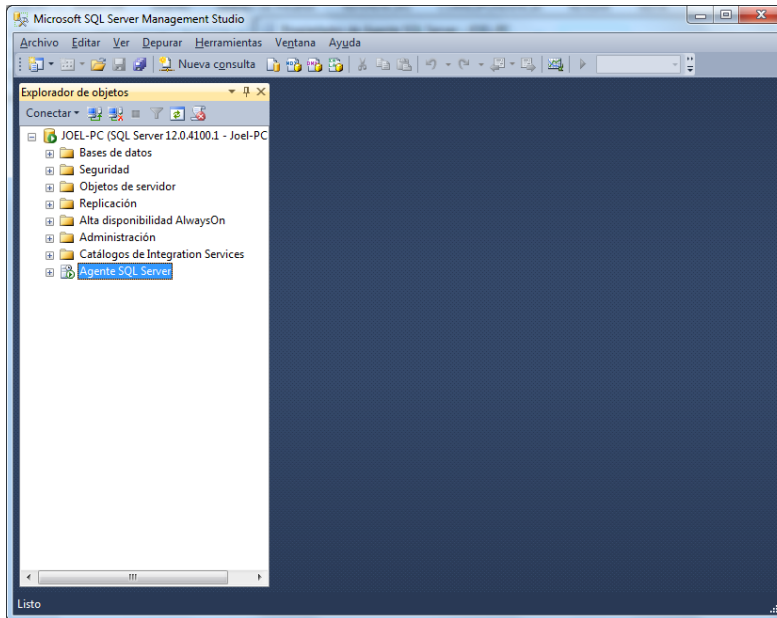 Microsoft SQL Server Management Studio
Archivo Editar Ver Depurar Herramientas Ventana Ayuda
Nueva consulta
Explorador de objetos
Conectar
JOEL-PC (SQL Server 12.0.4100.1 - Joel-PC
Bases de datos
Seguridad
Objetos de servidor
Replicación
Alta disponibilidad AlwaysOn
Administración
Catálogos de Integration Services
Agente SQL Server
Listo